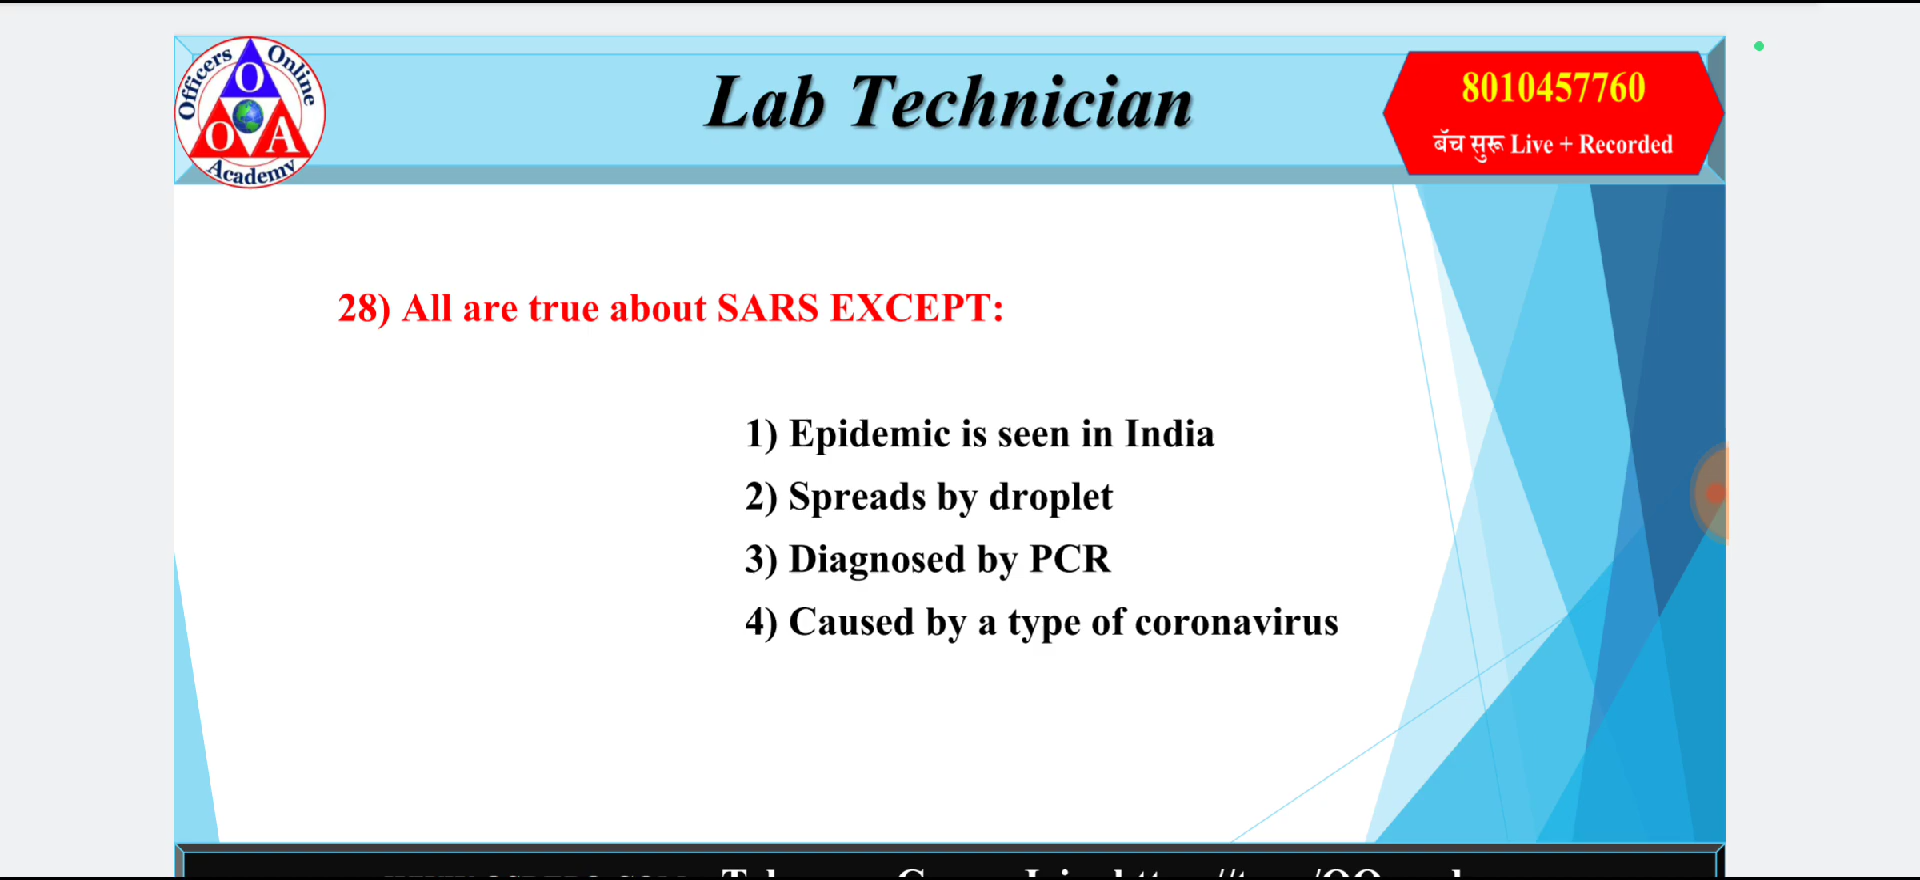 Officers Online
O
O A
Academy
Lab Technician
8010457760
बॅच सुरू Live + Recorded
28) All are true about SARS EXCEPT:
1) Epidemic is seen in India
2) Spreads by droplet
3) Diagnosed by PCR
4) Caused by a type of coronavirus